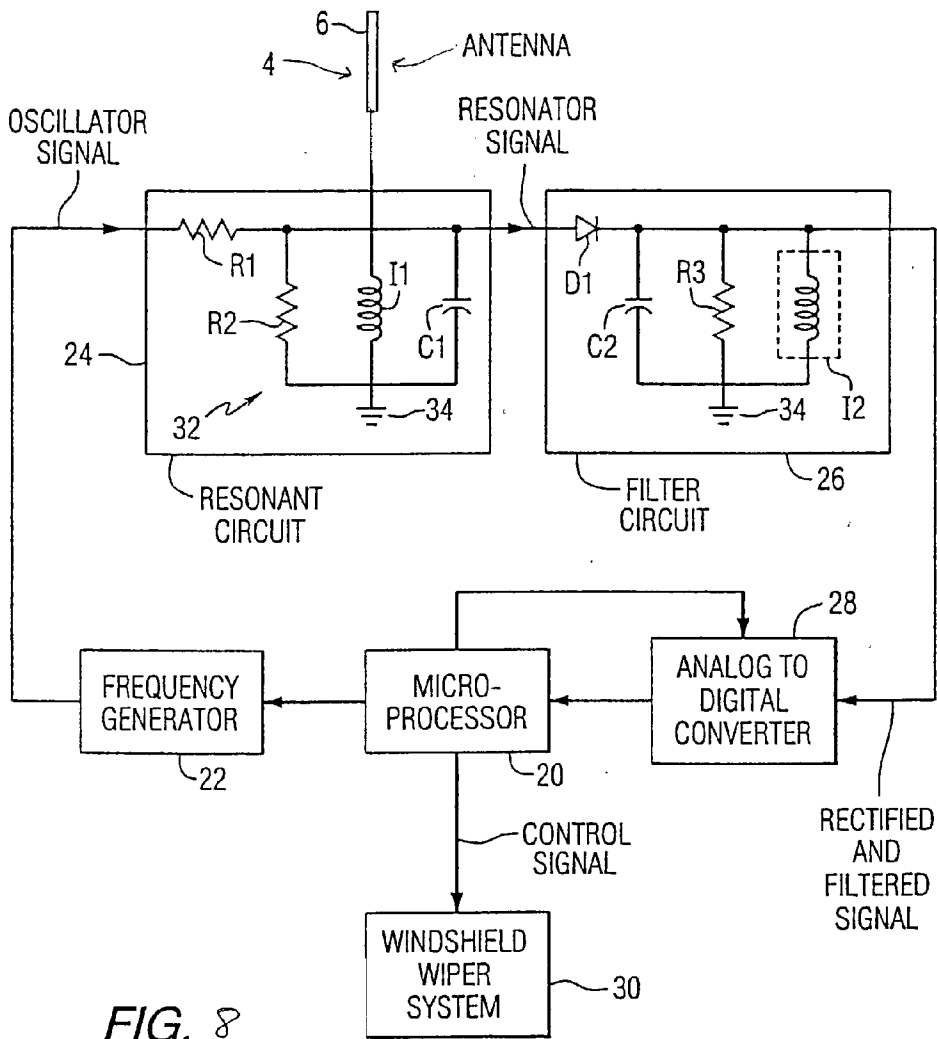 6
4
ANTENNA
OSCILLATOR
SIGNAL
RESONATOR
SIGNAL
R1
R2
I1
C1
24
32
34
RESONANT
CIRCUIT
D1
C2
R3
I2
34
26
FILTER
CIRCUIT
28
FREQUENCY
GENERATOR
22
MICRO-
PROCESSOR
20
ANALOG TO
DIGITAL
CONVERTER
CONTROL
SIGNAL
RECTIFIED
AND
FILTERED
SIGNAL
WINDSHIELD
WIPER
SYSTEM
30
FIG. 8